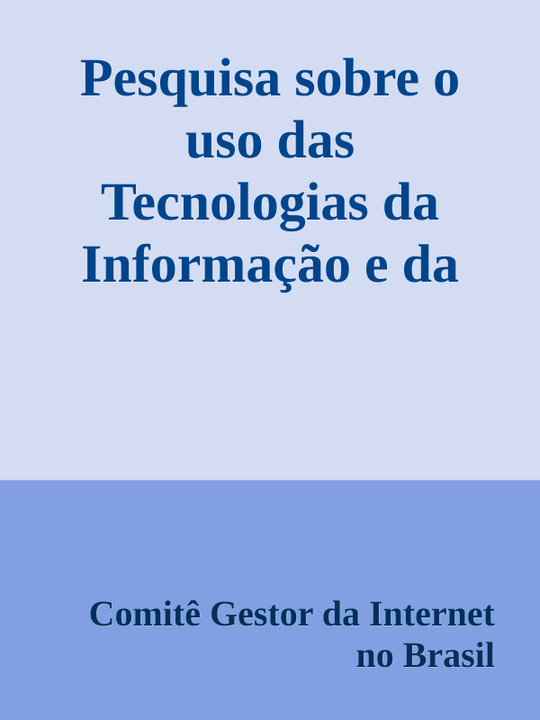 Pesquisa sobre o
uso das
Tecnologias da
Informação e da
Comitê Gestor da Internet
no Brasil